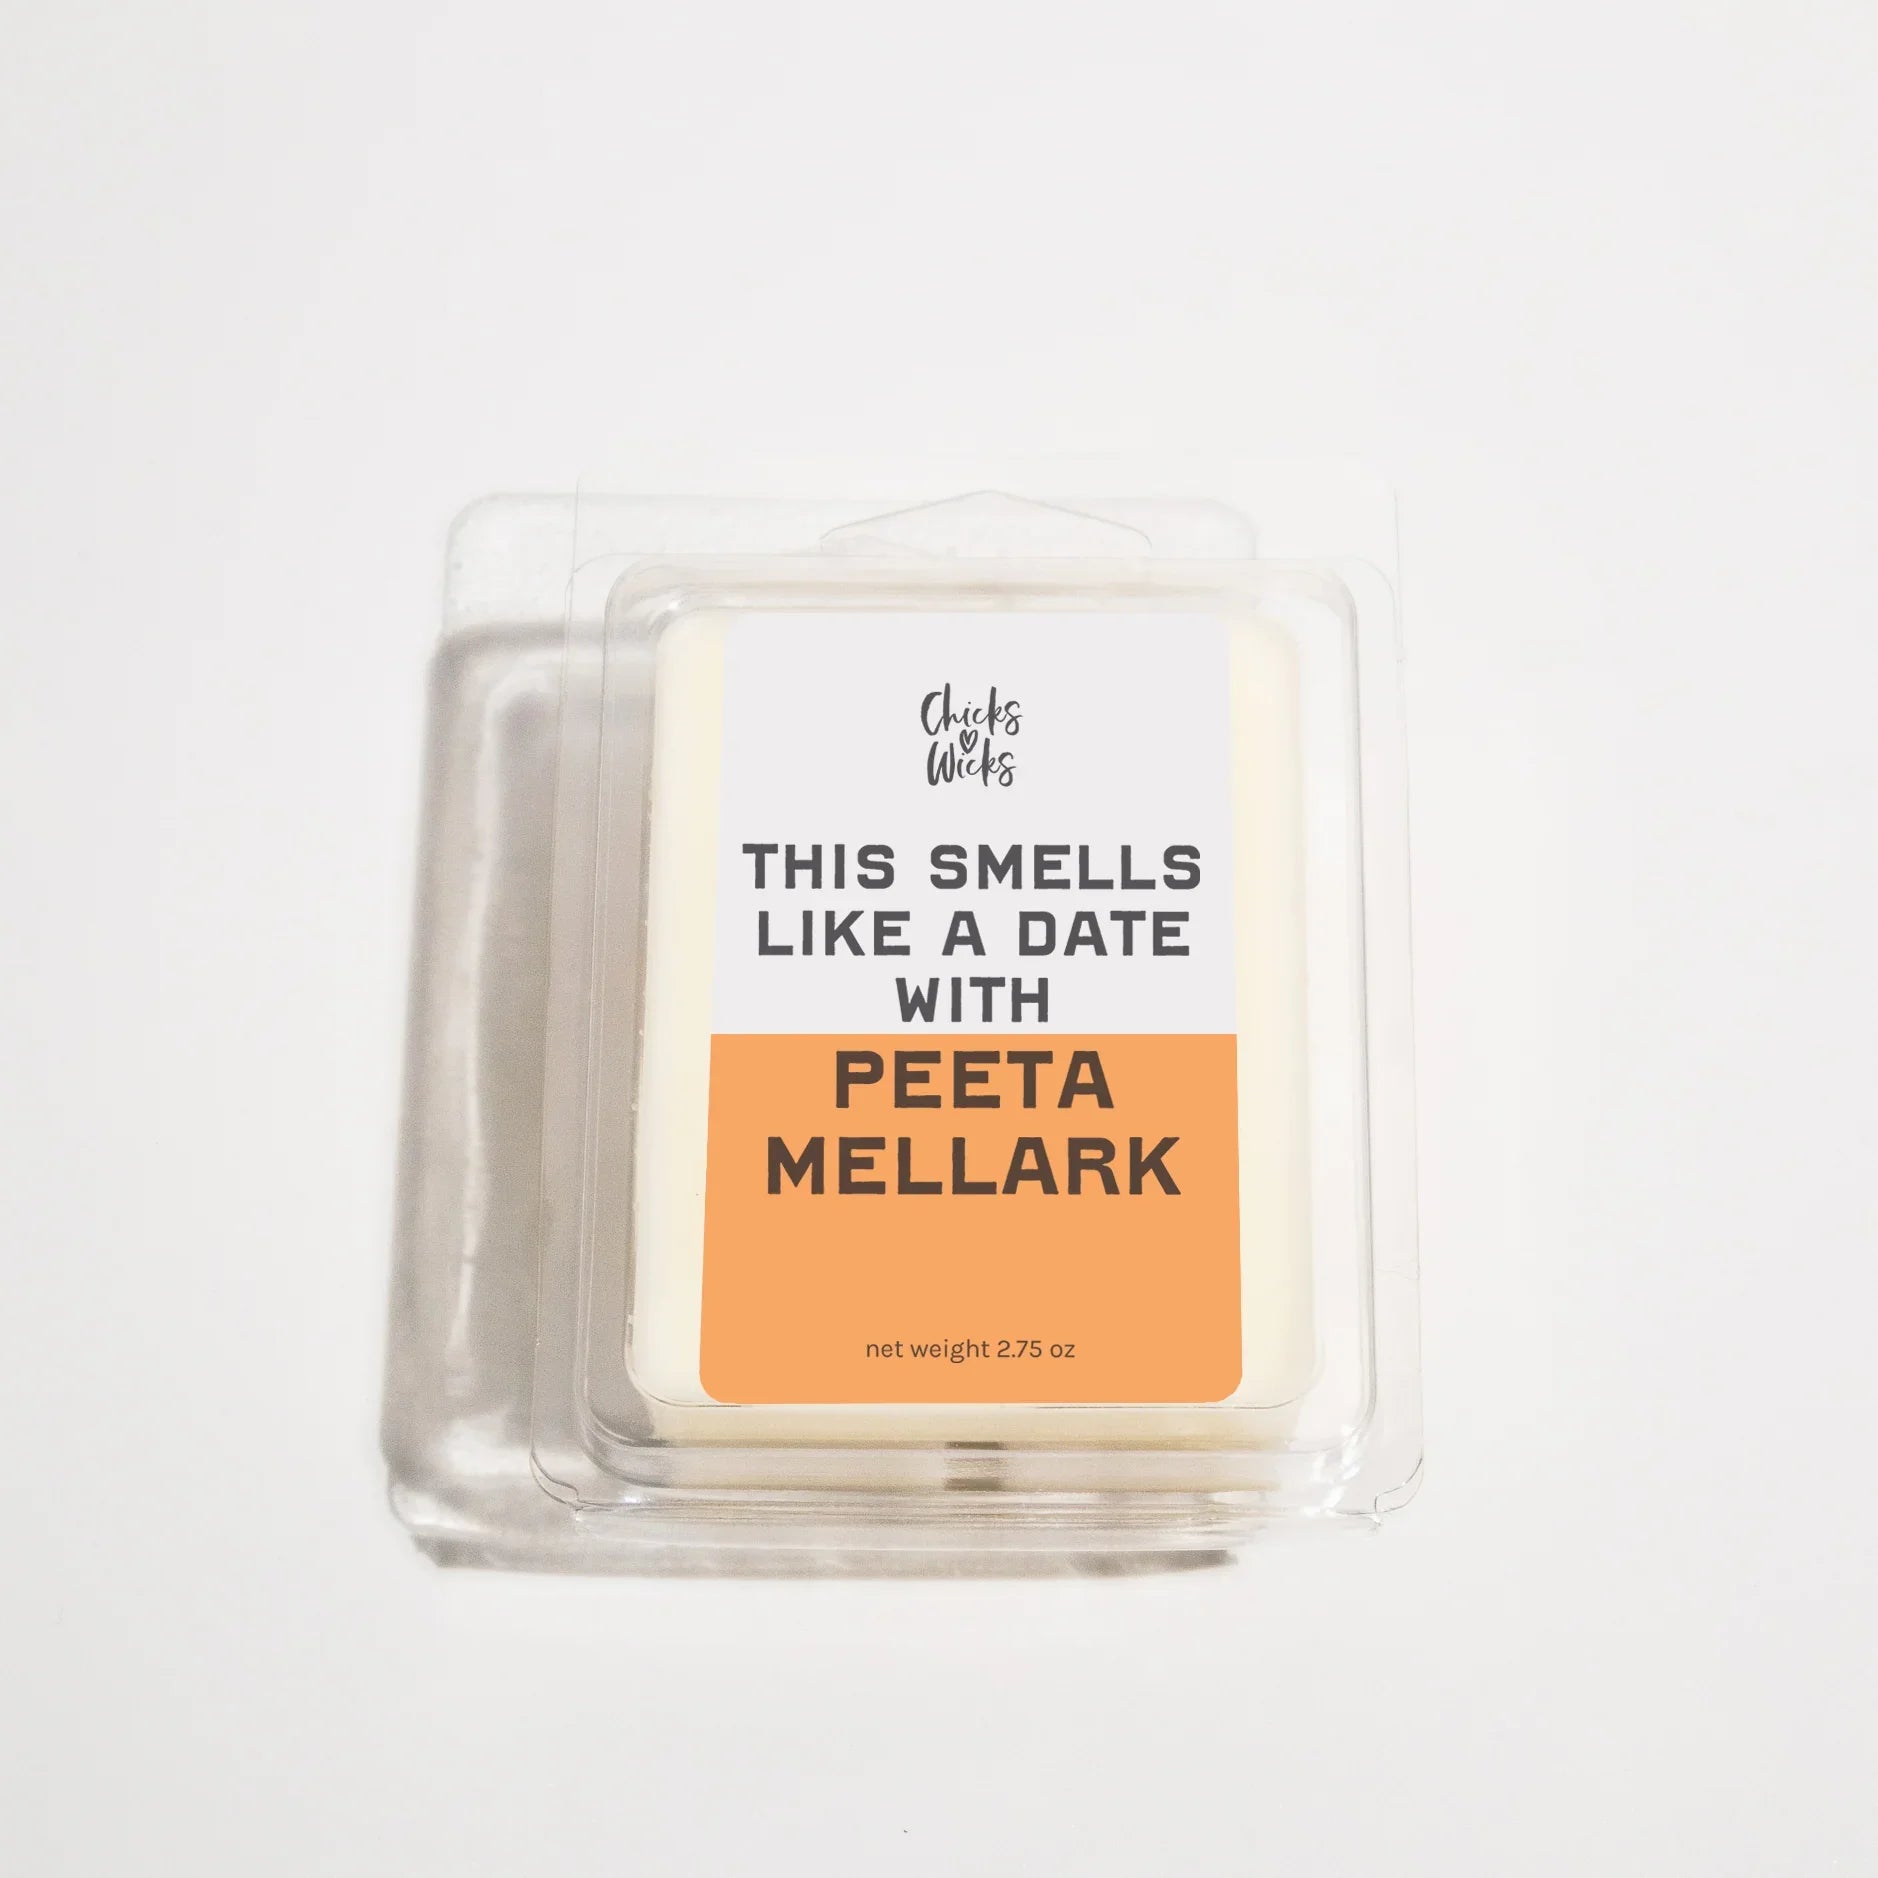 Chicks
Wicks
THIS SMELLS
LIKE A DATE
WITH
PEETA
MELLARK
net weight 2.75 oz